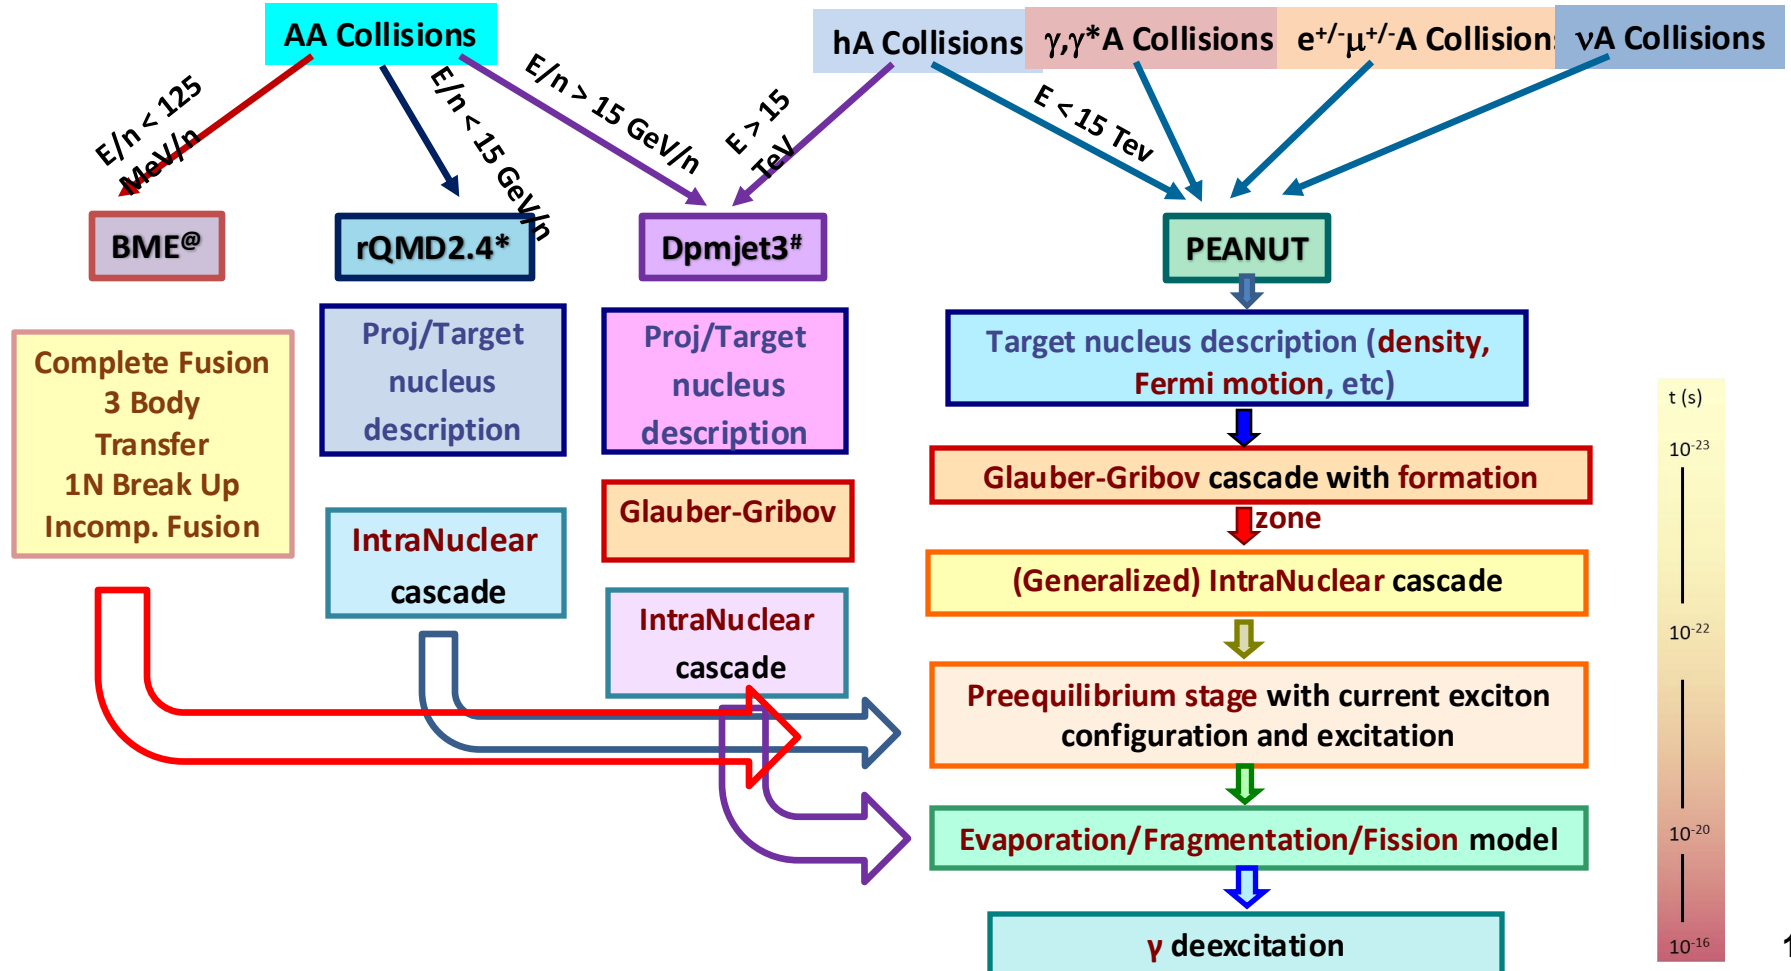 AA Collisions
hA Collisions
γ,γ*A Collisions
e+/-μ+/-A Collisions
νA Collisions
E/n < 125
MeV/n
E/n < 15 GeV/n
E/n > 15 GeV/n
E > 15
TeV
E < 15 Tev
BME@
rQMD2.4*
Dpmjet3#
PEANUT
Complete Fusion
3 Body
Transfer
1N Break Up
Incomp. Fusion
Proj/Target
nucleus
description
IntraNuclear
cascade
Proj/Target
nucleus
description
Glauber-Gribov
IntraNuclear
cascade
Target nucleus description (density,
Fermi motion, etc)
Glauber-Gribov cascade with formation
zone
(Generalized) IntraNuclear cascade
Preequilibrium stage with current exciton
configuration and excitation
Evaporation/Fragmentation/Fission model
γ deexcitation
t (s)
10-23
10-22
10-20
10-16
1